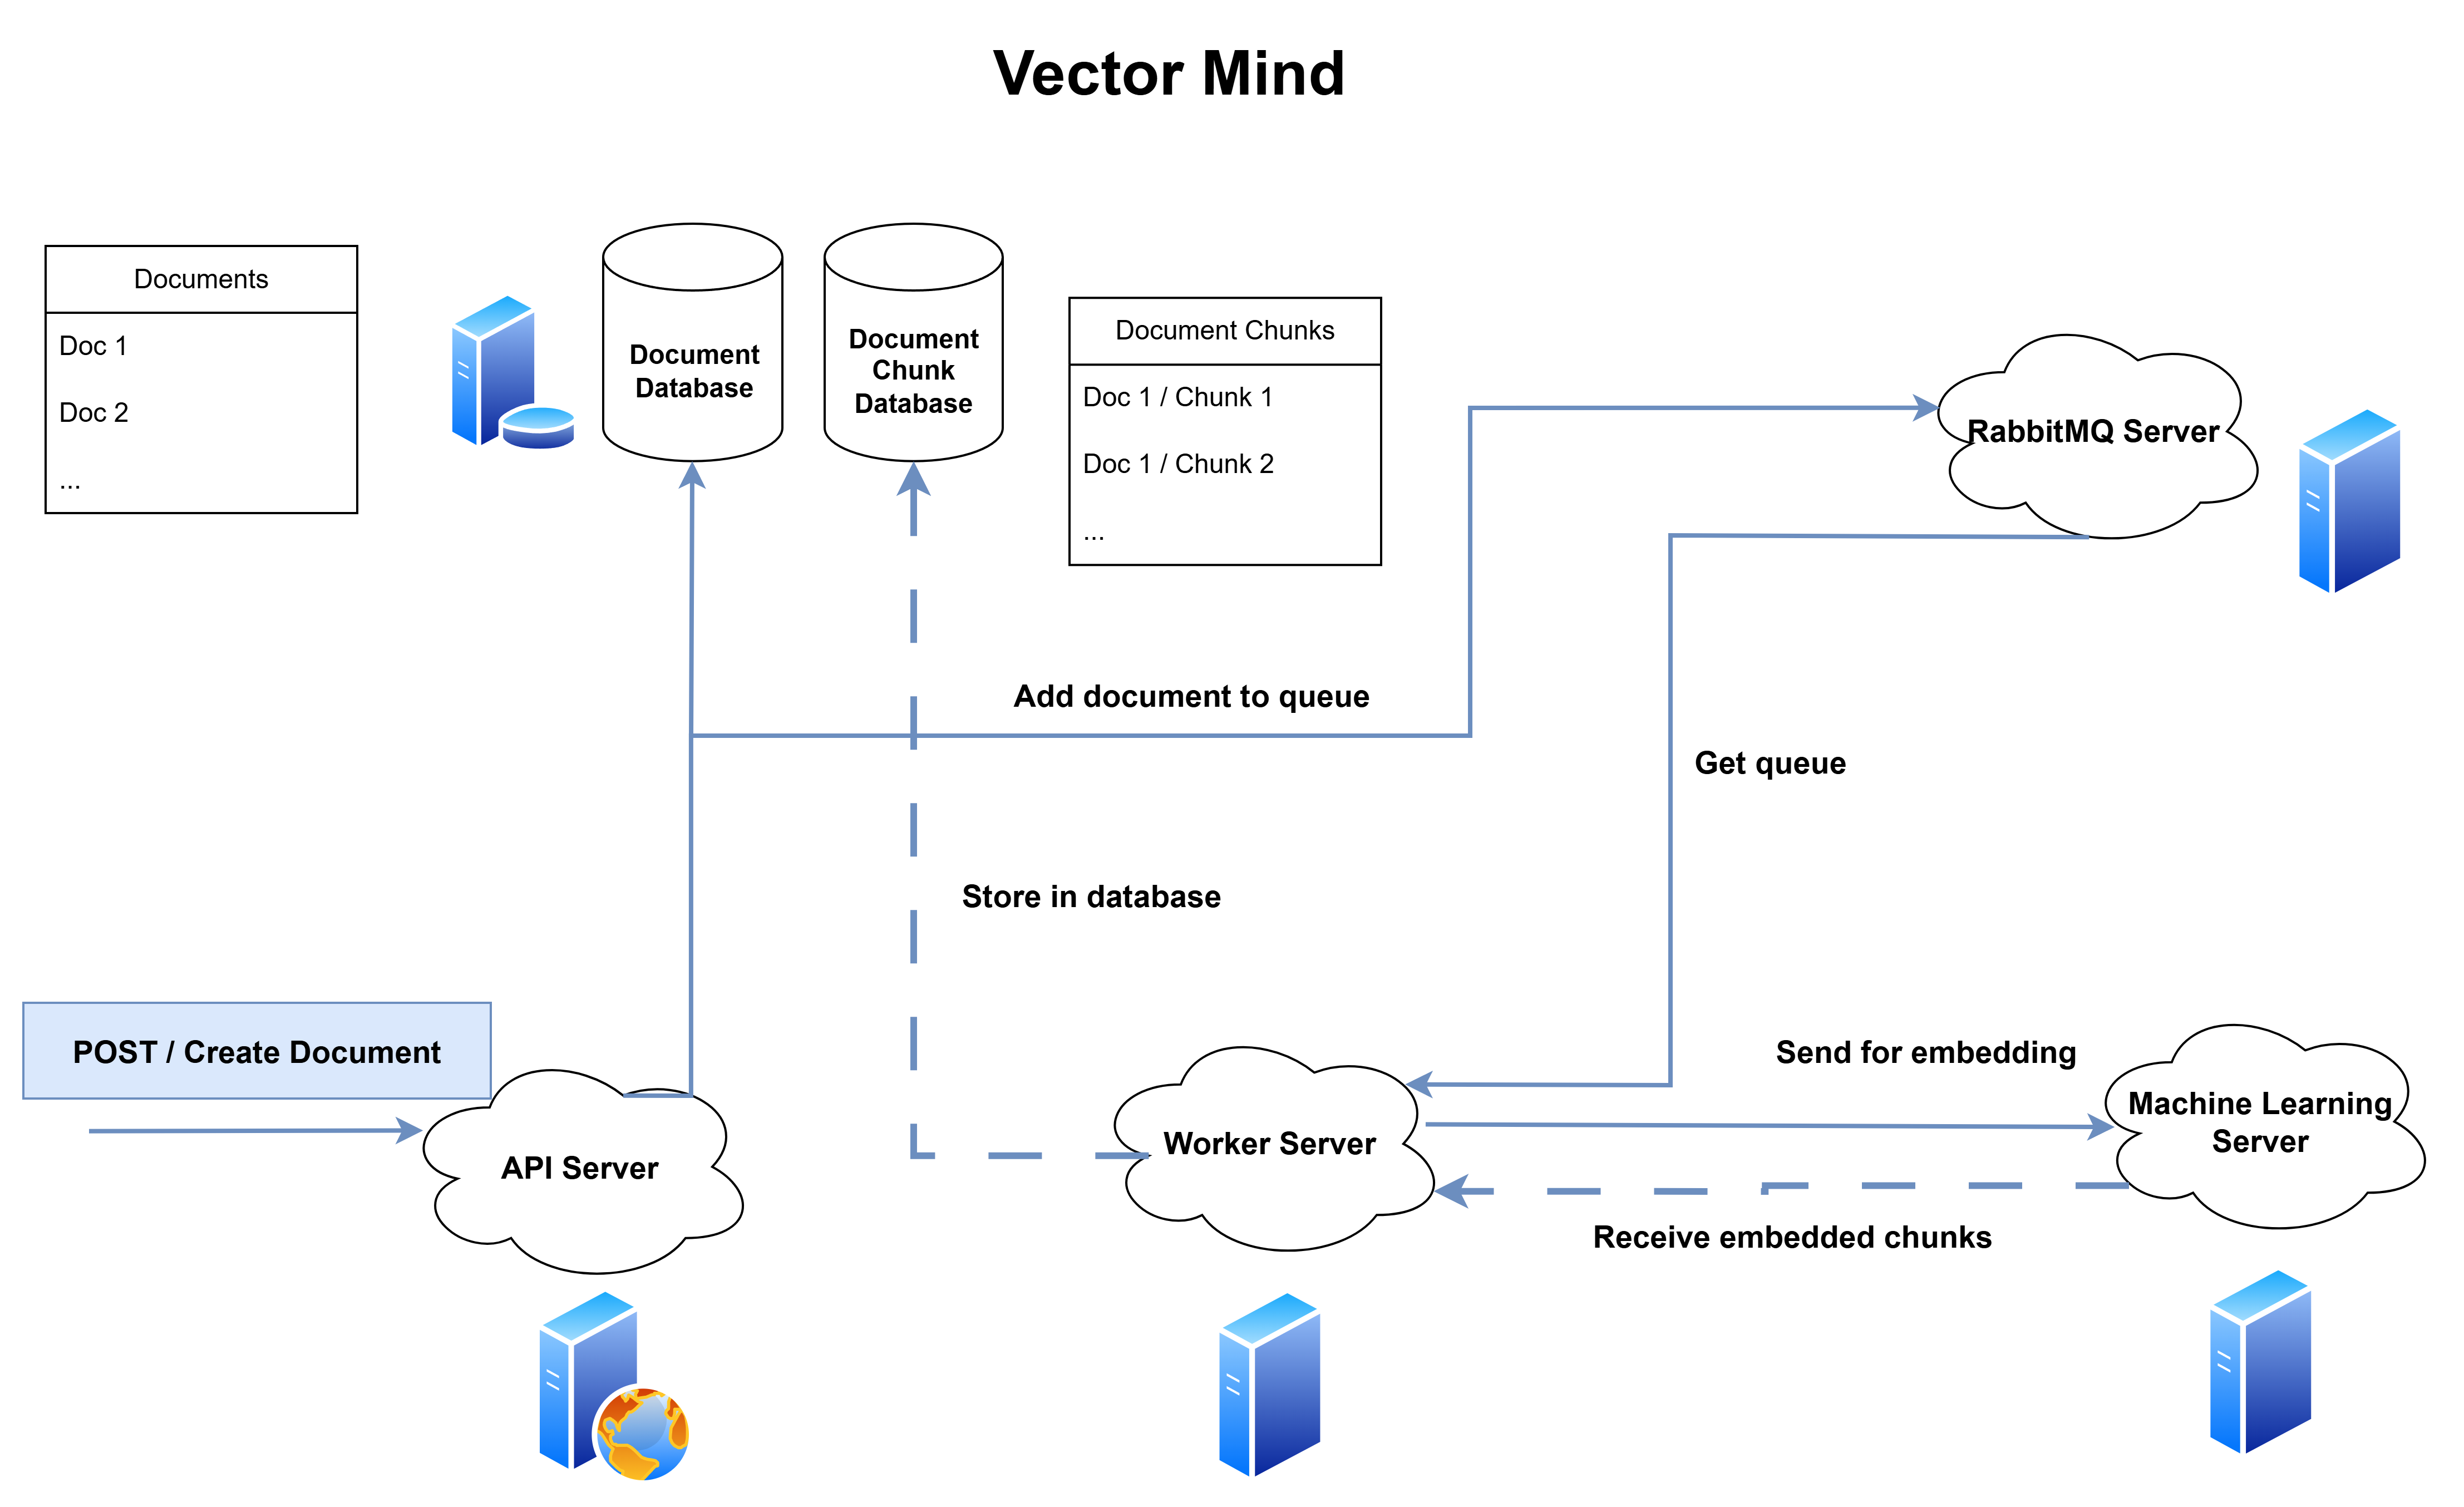 Vector Mind
Documents
Doc 1
Doc 2
...
Document
Database
Document
Chunk
Database
Document Chunks
Doc 1 / Chunk 1
Doc 1 / Chunk 2
...
RabbitMQ Server
Add document to queue
Get queue
Store in database
POST / Create Document
API Server
Worker Server
Send for embedding
Machine Learning
Server
Receive embedded chunks